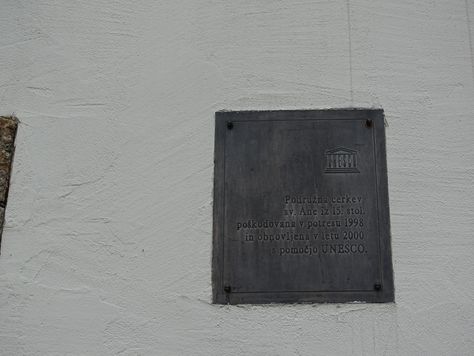 Podružna cerkev
sv. Ane iz 15. stol.
poškodovana v potresu 1998
in obnovljena v letu 2000
s pomočjo UNESCO.